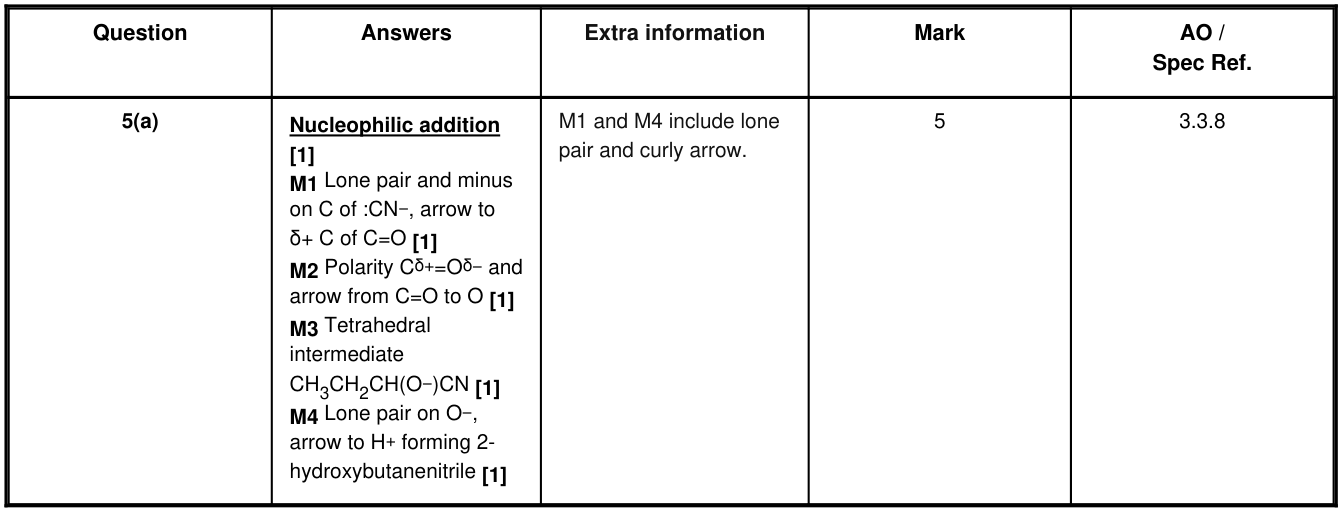 Question
Answers
Extra information
Mark
AO /
Spec Ref.
5(a)
Nucleophilic addition
[1]
M1 Lone pair and minus
on C of :CN⁻, arrow to
δ+ C of C=O [1]
M2 Polarity Cᵟ⁺=Oᵟ⁻ and
arrow from C=O to O [1]
M3 Tetrahedral
intermediate
CH₃CH₂CH(O⁻)CN [1]
M4 Lone pair on O⁻,
arrow to H⁺ forming 2-
hydroxybutanenitrile [1]
M1 and M4 include lone
pair and curly arrow.
5
3.3.8